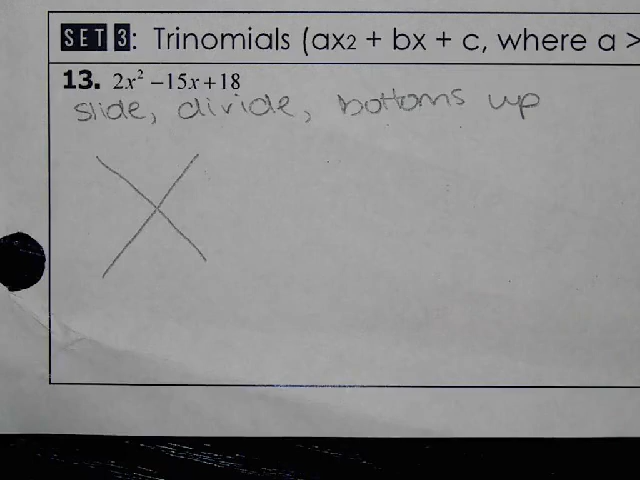 SET 3: Trinomials (ax2 + bx + c, where a >
13. 2x² – 15x + 18
slide, divide, bottoms up